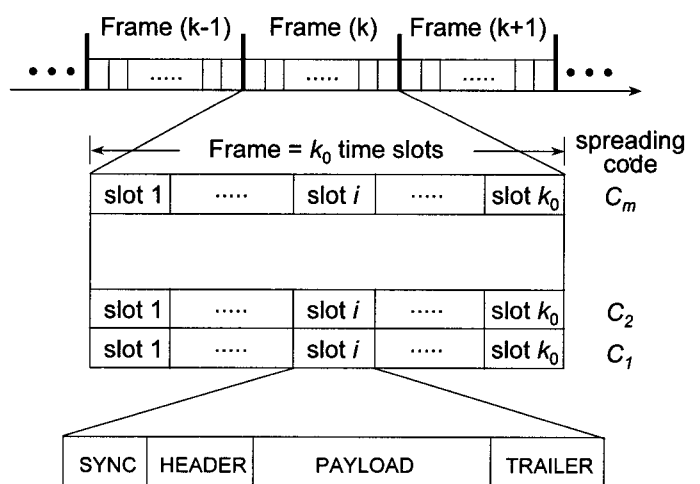 Frame (k-1) Frame (k) Frame (k+1)
••• ..... ..... ..... •••
Frame = k₀ time slots
spreading
code
slot 1 ..... slot i ..... slot k₀ Cₘ
slot 1 ..... slot i ..... slot k₀ C₂
slot 1 ..... slot i ..... slot k₀ C₁
SYNC HEADER PAYLOAD TRAILER